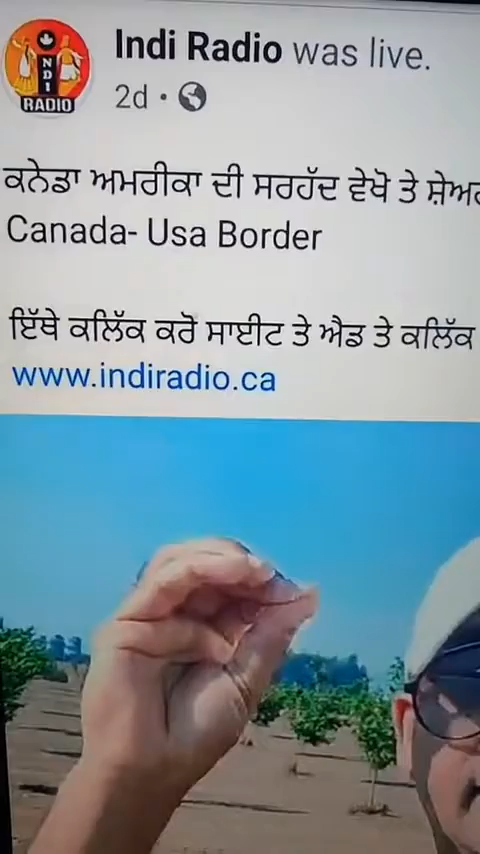 INDI
RADIO
Indi Radio was live.
2d ·
ਕਨੇਡਾ ਅਮਰੀਕਾ ਦੀ ਸਰਹੱਦ ਵੇਖੋ ਤੇ
Canada- Usa Border
ਇੱਥੇ ਕਲਿੱਕ ਕਰੋ ਸਾਈਟ ਤੇ ਐਡ ਤੇ ਕਲਿੱਕ
www.indiradio.ca